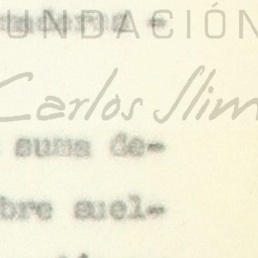 FUNDACIÓN
Carlos Slim
suma de-
bre suel-